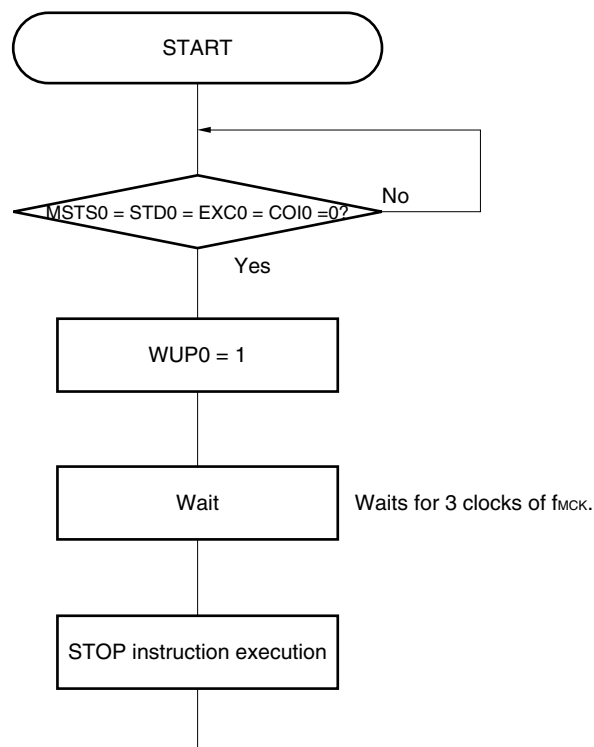 START
MSTS0 = STD0 = EXC0 = COI0 =0?
No
Yes
WUP0 = 1
Wait
Waits for 3 clocks of fMCK.
STOP instruction execution